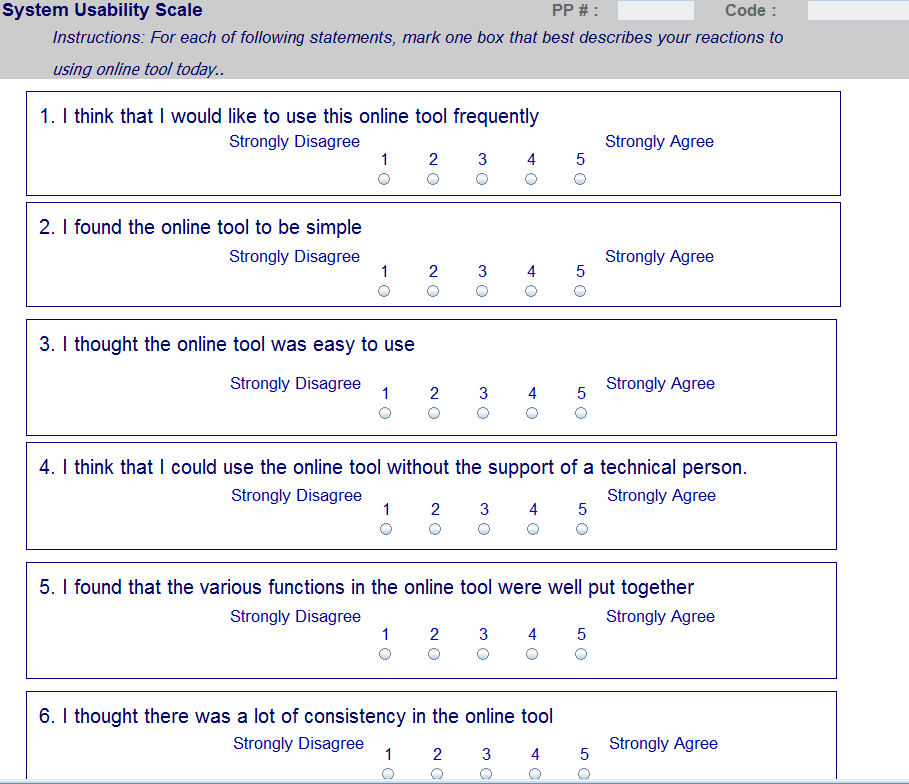 System Usability Scale PP # : Code :
Instructions: For each of following statements, mark one box that best describes your reactions to
using online tool today..
1. I think that I would like to use this online tool frequently
Strongly Disagree Strongly Agree
1 2 3 4 5
2. I found the online tool to be simple
Strongly Disagree Strongly Agree
1 2 3 4 5
3. I thought the online tool was easy to use
Strongly Disagree Strongly Agree
1 2 3 4 5
4. I think that I could use the online tool without the support of a technical person.
Strongly Disagree Strongly Agree
1 2 3 4 5
5. I found that the various functions in the online tool were well put together
Strongly Disagree Strongly Agree
1 2 3 4 5
6. I thought there was a lot of consistency in the online tool
Strongly Disagree Strongly Agree
1 2 3 4 5